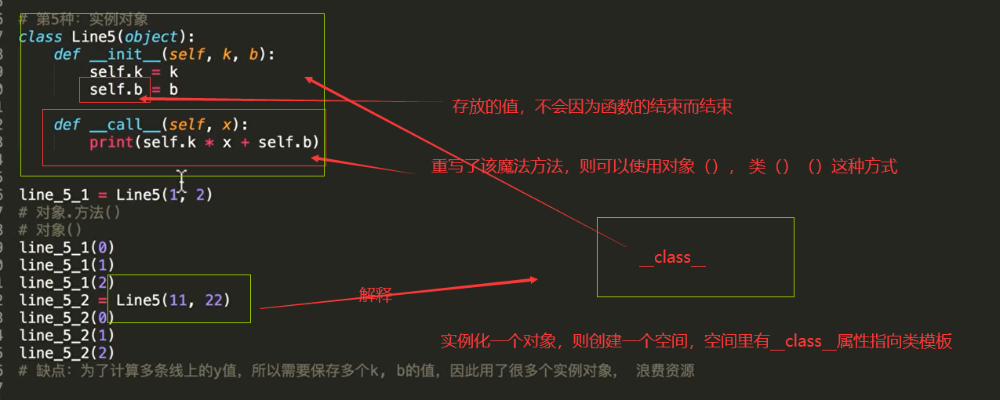 # 第5种：实例对象
class Line5(object):
def __init__(self, k, b):
self.k = k
self.b = b
存放的值，不会因为函数的结束而结束
def __call__(self, x):
print(self.k * x + self.b)
重写了该魔法方法，则可以使用对象（），类（）（）这种方式
line_5_1 = Line5(1, 2)
# 对象.方法()
# 对象()
line_5_1(0)
line_5_1(1)
__class__
line_5_1(2)
line_5_2 = Line5(11, 22)
解释
line_5_2(0)
line_5_2(1)
实例化一个对象，则创建一个空间，空间里有__class__属性指向类模板
line_5_2(2)
# 缺点：为了计算多条线上的y值，所以需要保存多个k, b的值，因此用了很多个实例对象， 浪费资源